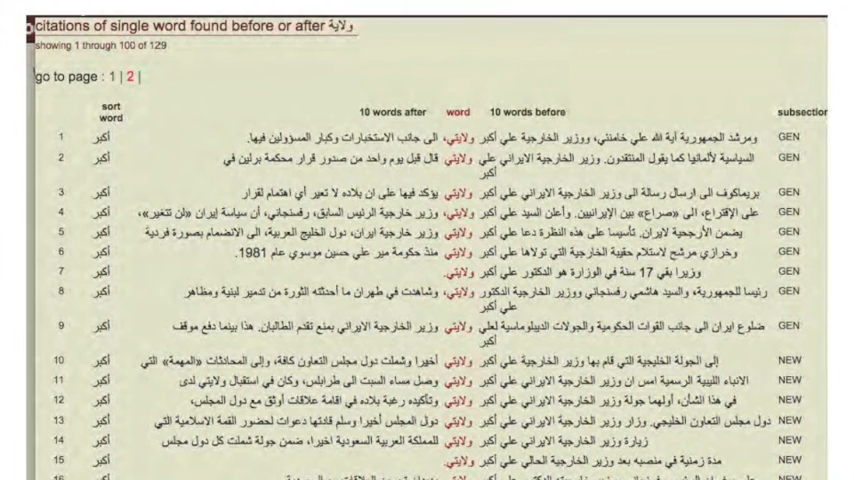 citations of single word found before or after ولاية
showing 1 through 100 of 129
go to page : 1 | 2 |
sort word 10 words after word 10 words before subsection
1 أكبر ومرشد الجمهورية آية الله علي خامنئي، ووزير الخارجية علي أكبر ولايتي، الى جانب الاستخبارات وكبار المسؤولين فيها. GEN
2 أكبر السياسية لألمانيا كما يقول المنتقدون. وزير الخارجية الايراني علي أكبر ولايتي قال قبل يوم واحد من صدور قرار محكمة برلين في GEN
3 أكبر بريماكوف الى ارسال رسالة الى وزير الخارجية الايراني علي أكبر ولايتي يؤكد فيها على ان بلاده لا تعير أي اهتمام لقرار GEN
4 أكبر على الإقتراع، الى «صراع» بين الإيرانيين. وأعلن السيد علي أكبر ولايتي، وزير خارجية الرئيس السابق، رفسنجاني، أن سياسة إيران «لن تتغير»، GEN
5 أكبر يضمن الأرجحية لايران. تأسيسا على هذه النظرة دعا علي أكبر ولايتي وزير خارجية ايران، دول الخليج العربية، الى الانضمام بصورة فردية GEN
6 أكبر وخرازي مرشح لاستلام حقيبة الخارجية التي تولاها علي أكبر ولايتي منذ حكومة مير علي حسين موسوي عام 1981. GEN
7 أكبر وزيرا بقي 17 سنة في الوزارة هو الدكتور علي أكبر ولايتي. GEN
8 أكبر رئيسا للجمهورية، والسيد هاشمي رفسنجاني ووزير الخارجية الدكتور علي أكبر ولايتي، وشاهدت في طهران ما أحدثته الثورة من تدمير لبنية ومظاهر GEN
9 أكبر ضلوع ايران الى جانب القوات الحكومية والجولات الديبلوماسية لعلي أكبر ولايتي وزير الخارجية الايراني بمنع تقدم الطالبان. هذا بينما دفع موقف GEN
10 أكبر إلى الجولة الخليجية التي قام بها وزير الخارجية علي أكبر ولايتي أخيرا وشملت دول مجلس التعاون كافة، وإلى المحادثات «المهمة» التي NEW
11 أكبر الانباء الليبية الرسمية امس ان وزير الخارجية الايراني علي أكبر ولايتي وصل مساء السبت الى طرابلس، وكان في استقبال ولايتي لدى NEW
12 أكبر في هذا الشأن، أولهما جولة وزير الخارجية الايراني علي أكبر ولايتي وتأكيده رغبة بلاده في اقامة علاقات أوثق مع دول المجلس، NEW
13 أكبر دول مجلس التعاون الخليجي. وزار وزير الخارجية الايراني علي أكبر ولايتي دول المجلس أخيرا وسلم قادتها دعوات لحضور القمة الاسلامية التي NEW
14 أكبر زيارة وزير الخارجية الايراني علي أكبر ولايتي للمملكة العربية السعودية اخيرا، ضمن جولة شملت كل دول مجلس NEW
15 أكبر مدة زمنية في منصبه بعد وزير الخارجية الحالي علي أكبر ولايتي. NEW